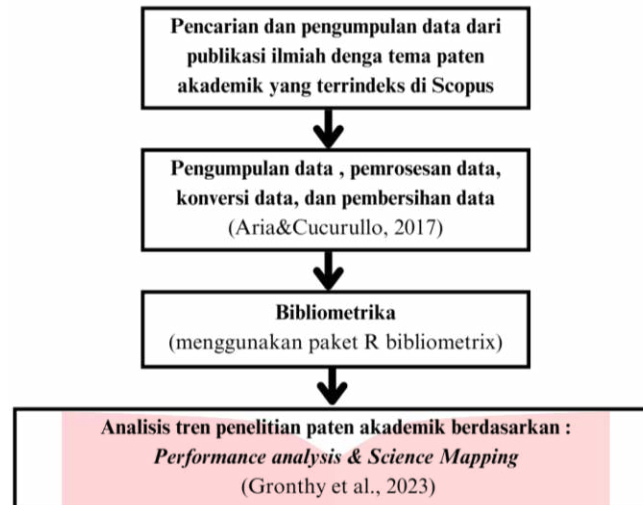 Pencarian dan pengumpulan data dari
publikasi ilmiah denga tema paten
akademik yang terrindeks di Scopus
Pengumpulan data , pemrosesan data,
konversi data, dan pembersihan data
(Aria&Cucurullo, 2017)
Bibliometrika
(menggunakan paket R bibliometrix)
Analisis tren penelitian paten akademik berdasarkan :
Performance analysis & Science Mapping
(Gronthy et al., 2023)